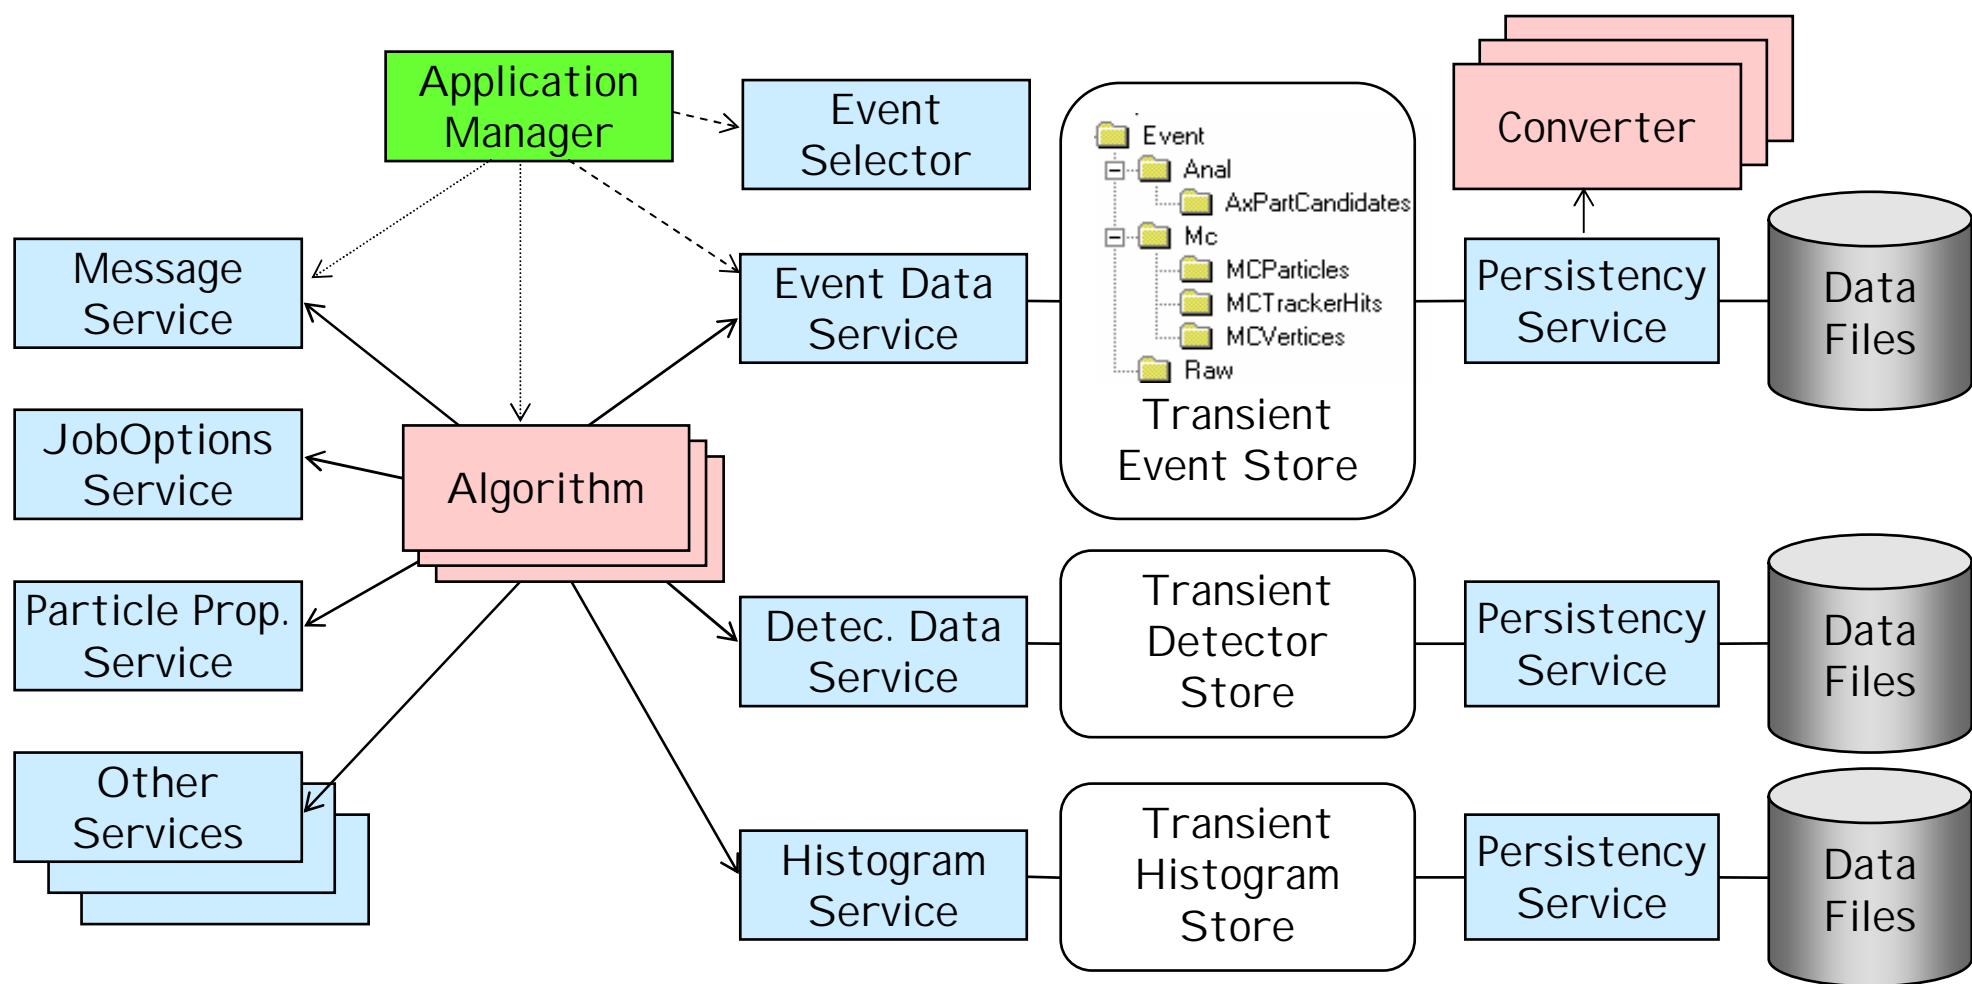 Application
Manager
Event
Selector
Event
Anal
AxPartCandidates
Mc
MCParticles
MCTrackerHits
MCVertices
Raw
Transient
Event Store
Converter
Message
Service
Event Data
Service
Persistency
Service
Data
Files
JobOptions
Service
Algorithm
Particle Prop.
Service
Detec. Data
Service
Transient
Detector
Store
Persistency
Service
Data
Files
Other
Services
Histogram
Service
Transient
Histogram
Store
Persistency
Service
Data
Files